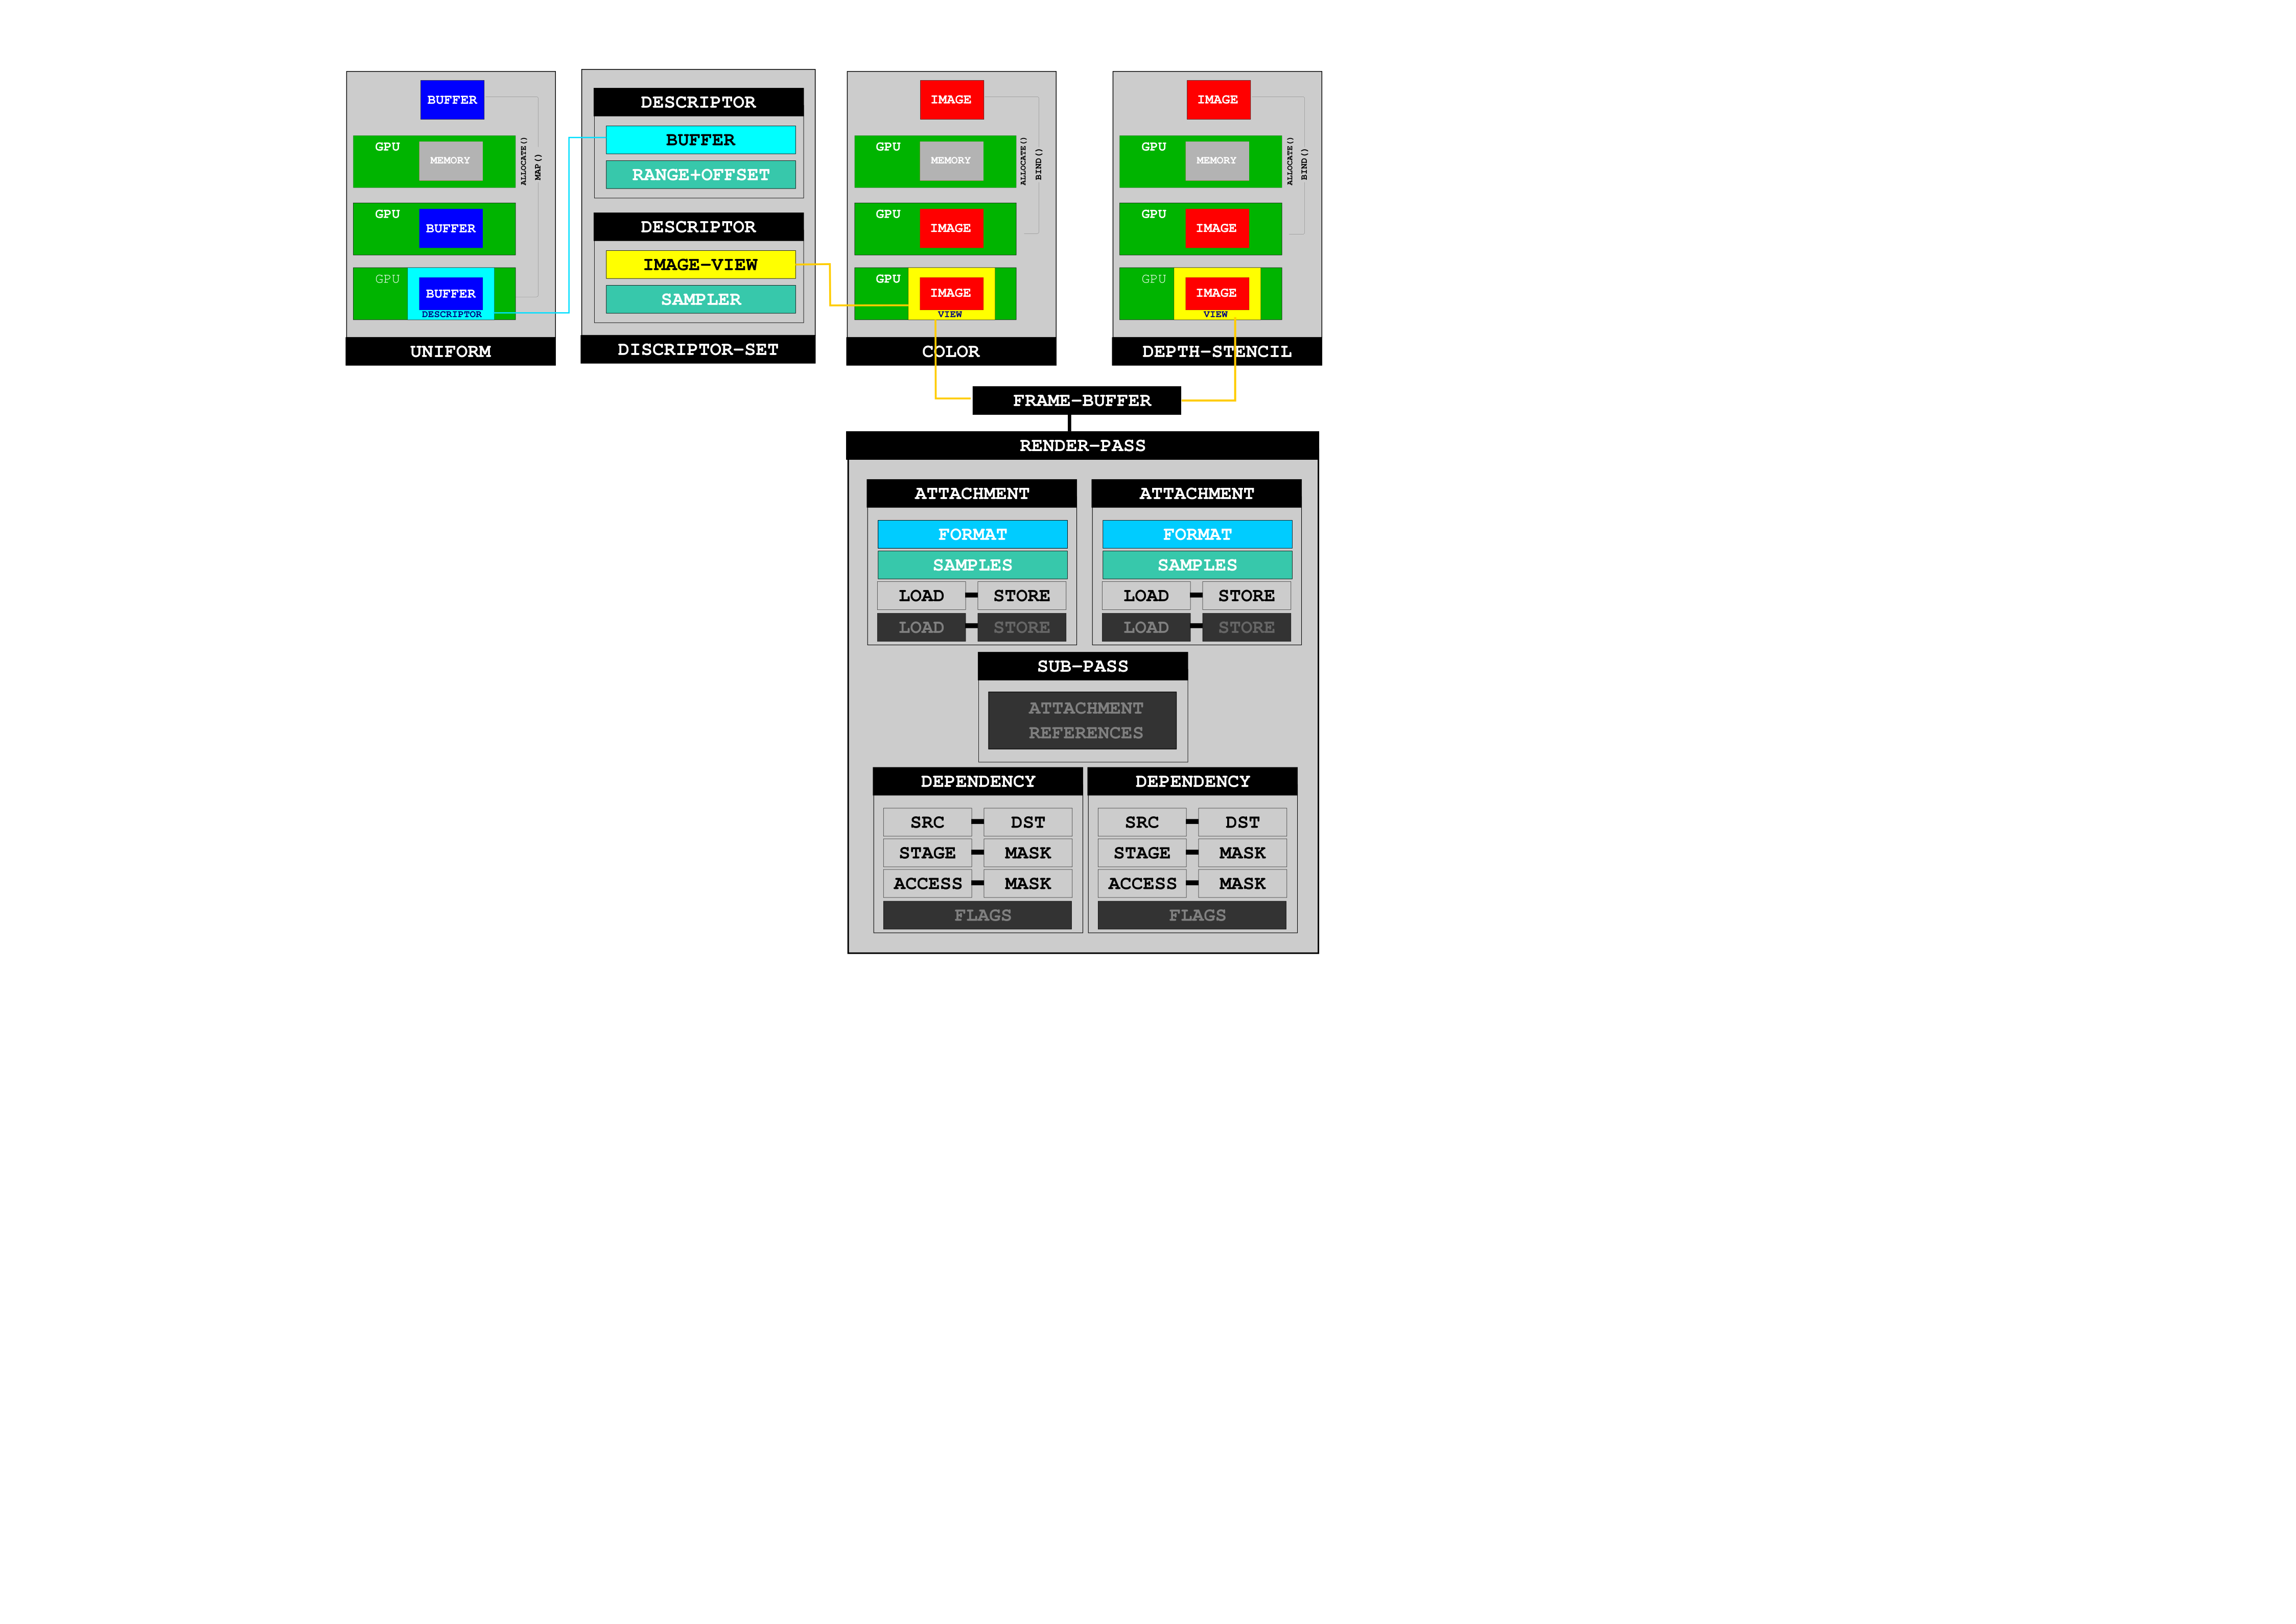 BUFFER
GPU
MEMORY
ALLOCATE()
MAP()
GPU
BUFFER
GPU
BUFFER
DESCRIPTOR
UNIFORM
DESCRIPTOR
BUFFER
RANGE+OFFSET
DESCRIPTOR
IMAGE-VIEW
SAMPLER
DISCRIPTOR-SET
IMAGE
GPU
MEMORY
ALLOCATE()
BIND()
GPU
IMAGE
GPU
IMAGE
VIEW
COLOR
IMAGE
GPU
MEMORY
ALLOCATE()
BIND()
GPU
IMAGE
GPU
IMAGE
VIEW
DEPTH-STENCIL
FRAME-BUFFER
RENDER-PASS
ATTACHMENT
FORMAT
SAMPLES
LOAD STORE
LOAD STORE
ATTACHMENT
FORMAT
SAMPLES
LOAD STORE
LOAD STORE
SUB-PASS
ATTACHMENT
REFERENCES
DEPENDENCY
SRC DST
STAGE MASK
ACCESS MASK
FLAGS
DEPENDENCY
SRC DST
STAGE MASK
ACCESS MASK
FLAGS